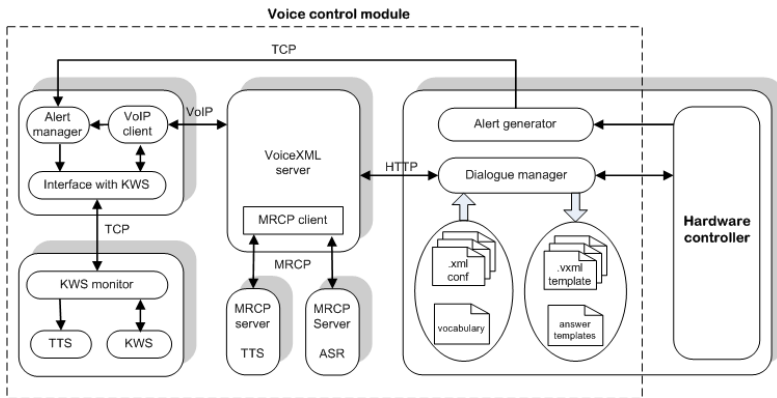 Voice control module
TCP
Alert
manager
VoIP
client
VoIP
Interface with KWS
TCP
KWS monitor
TTS
KWS
VoiceXML
server
MRCP client
MRCP
MRCP
server
TTS
MRCP
Server
ASR
HTTP
Alert generator
Dialogue manager
.xml
conf
vocabulary
.vxml
template
answer
templates
Hardware
controller